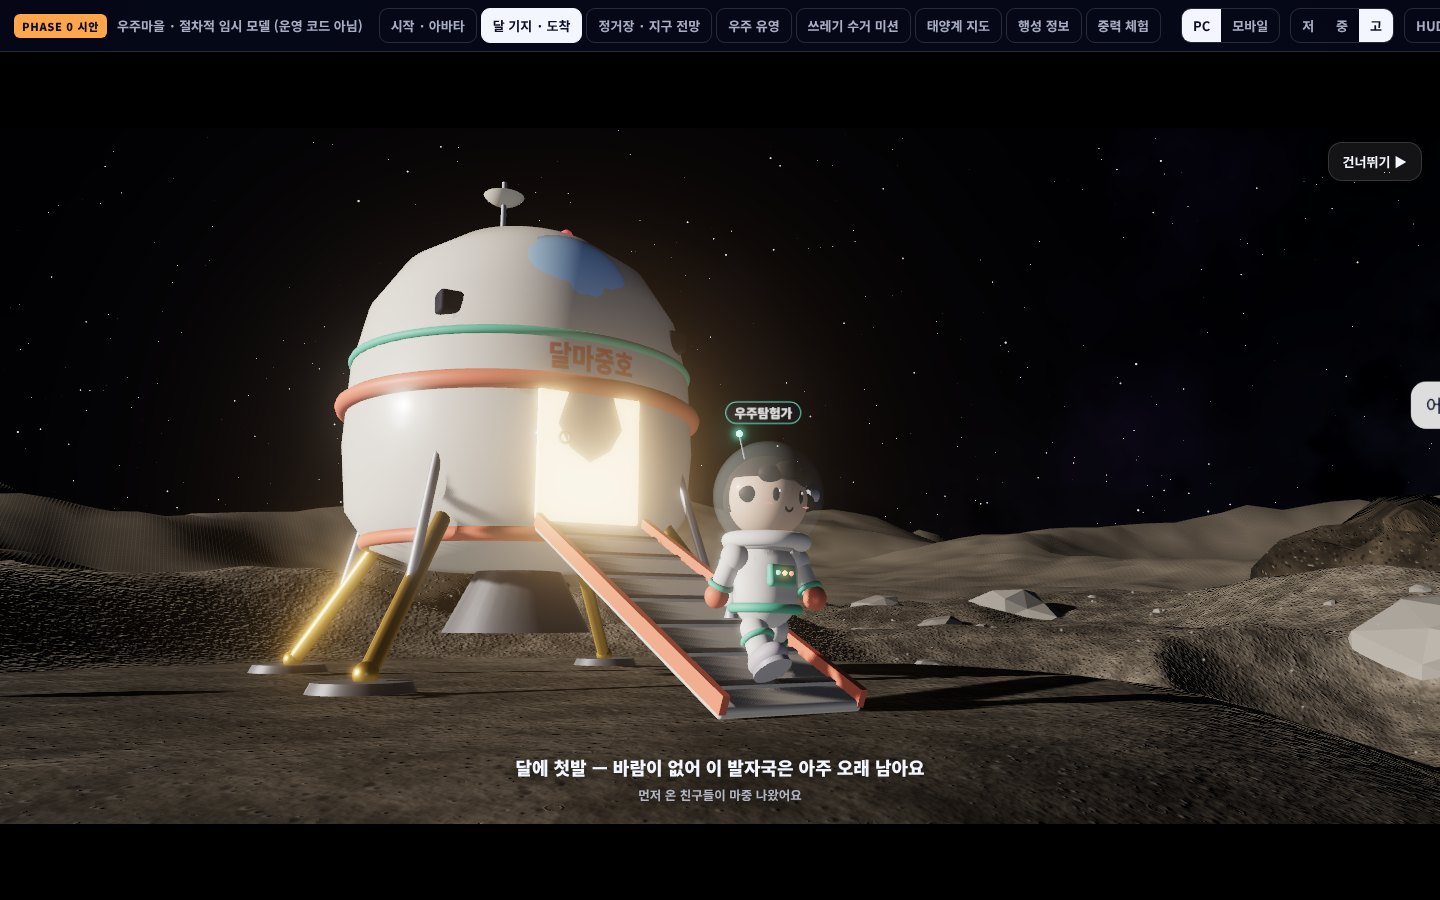 PHASE 0 시안 우주마을 · 절차적 임시 모델 (운영 코드 아님) 시작 · 아바타 달 기지 · 도착 정거장 · 지구 전망 우주 유영 쓰레기 수거 미션 태양계 지도 행성 정보 중력 체험 PC 모바일 저 중 고 HUD
건너뛰기 ▶
달마중호
어
우주탐험가
달에 첫발 — 바람이 없어 이 발자국은 아주 오래 남아요
먼저 온 친구들이 마중 나왔어요